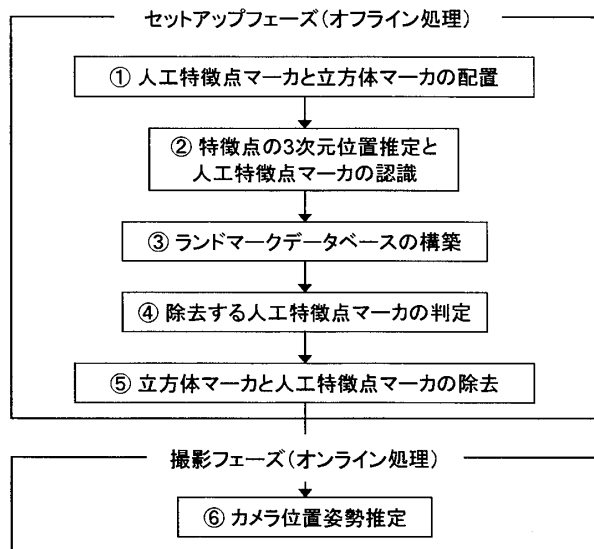 セットアップフェーズ(オフライン処理)
① 人工特徴点マーカと立方体マーカの配置
② 特徴点の3次元位置推定と
人工特徴点マーカの認識
③ ランドマークデータベースの構築
④ 除去する人工特徴点マーカの判定
⑤ 立方体マーカと人工特徴点マーカの除去
撮影フェーズ(オンライン処理)
⑥ カメラ位置姿勢推定